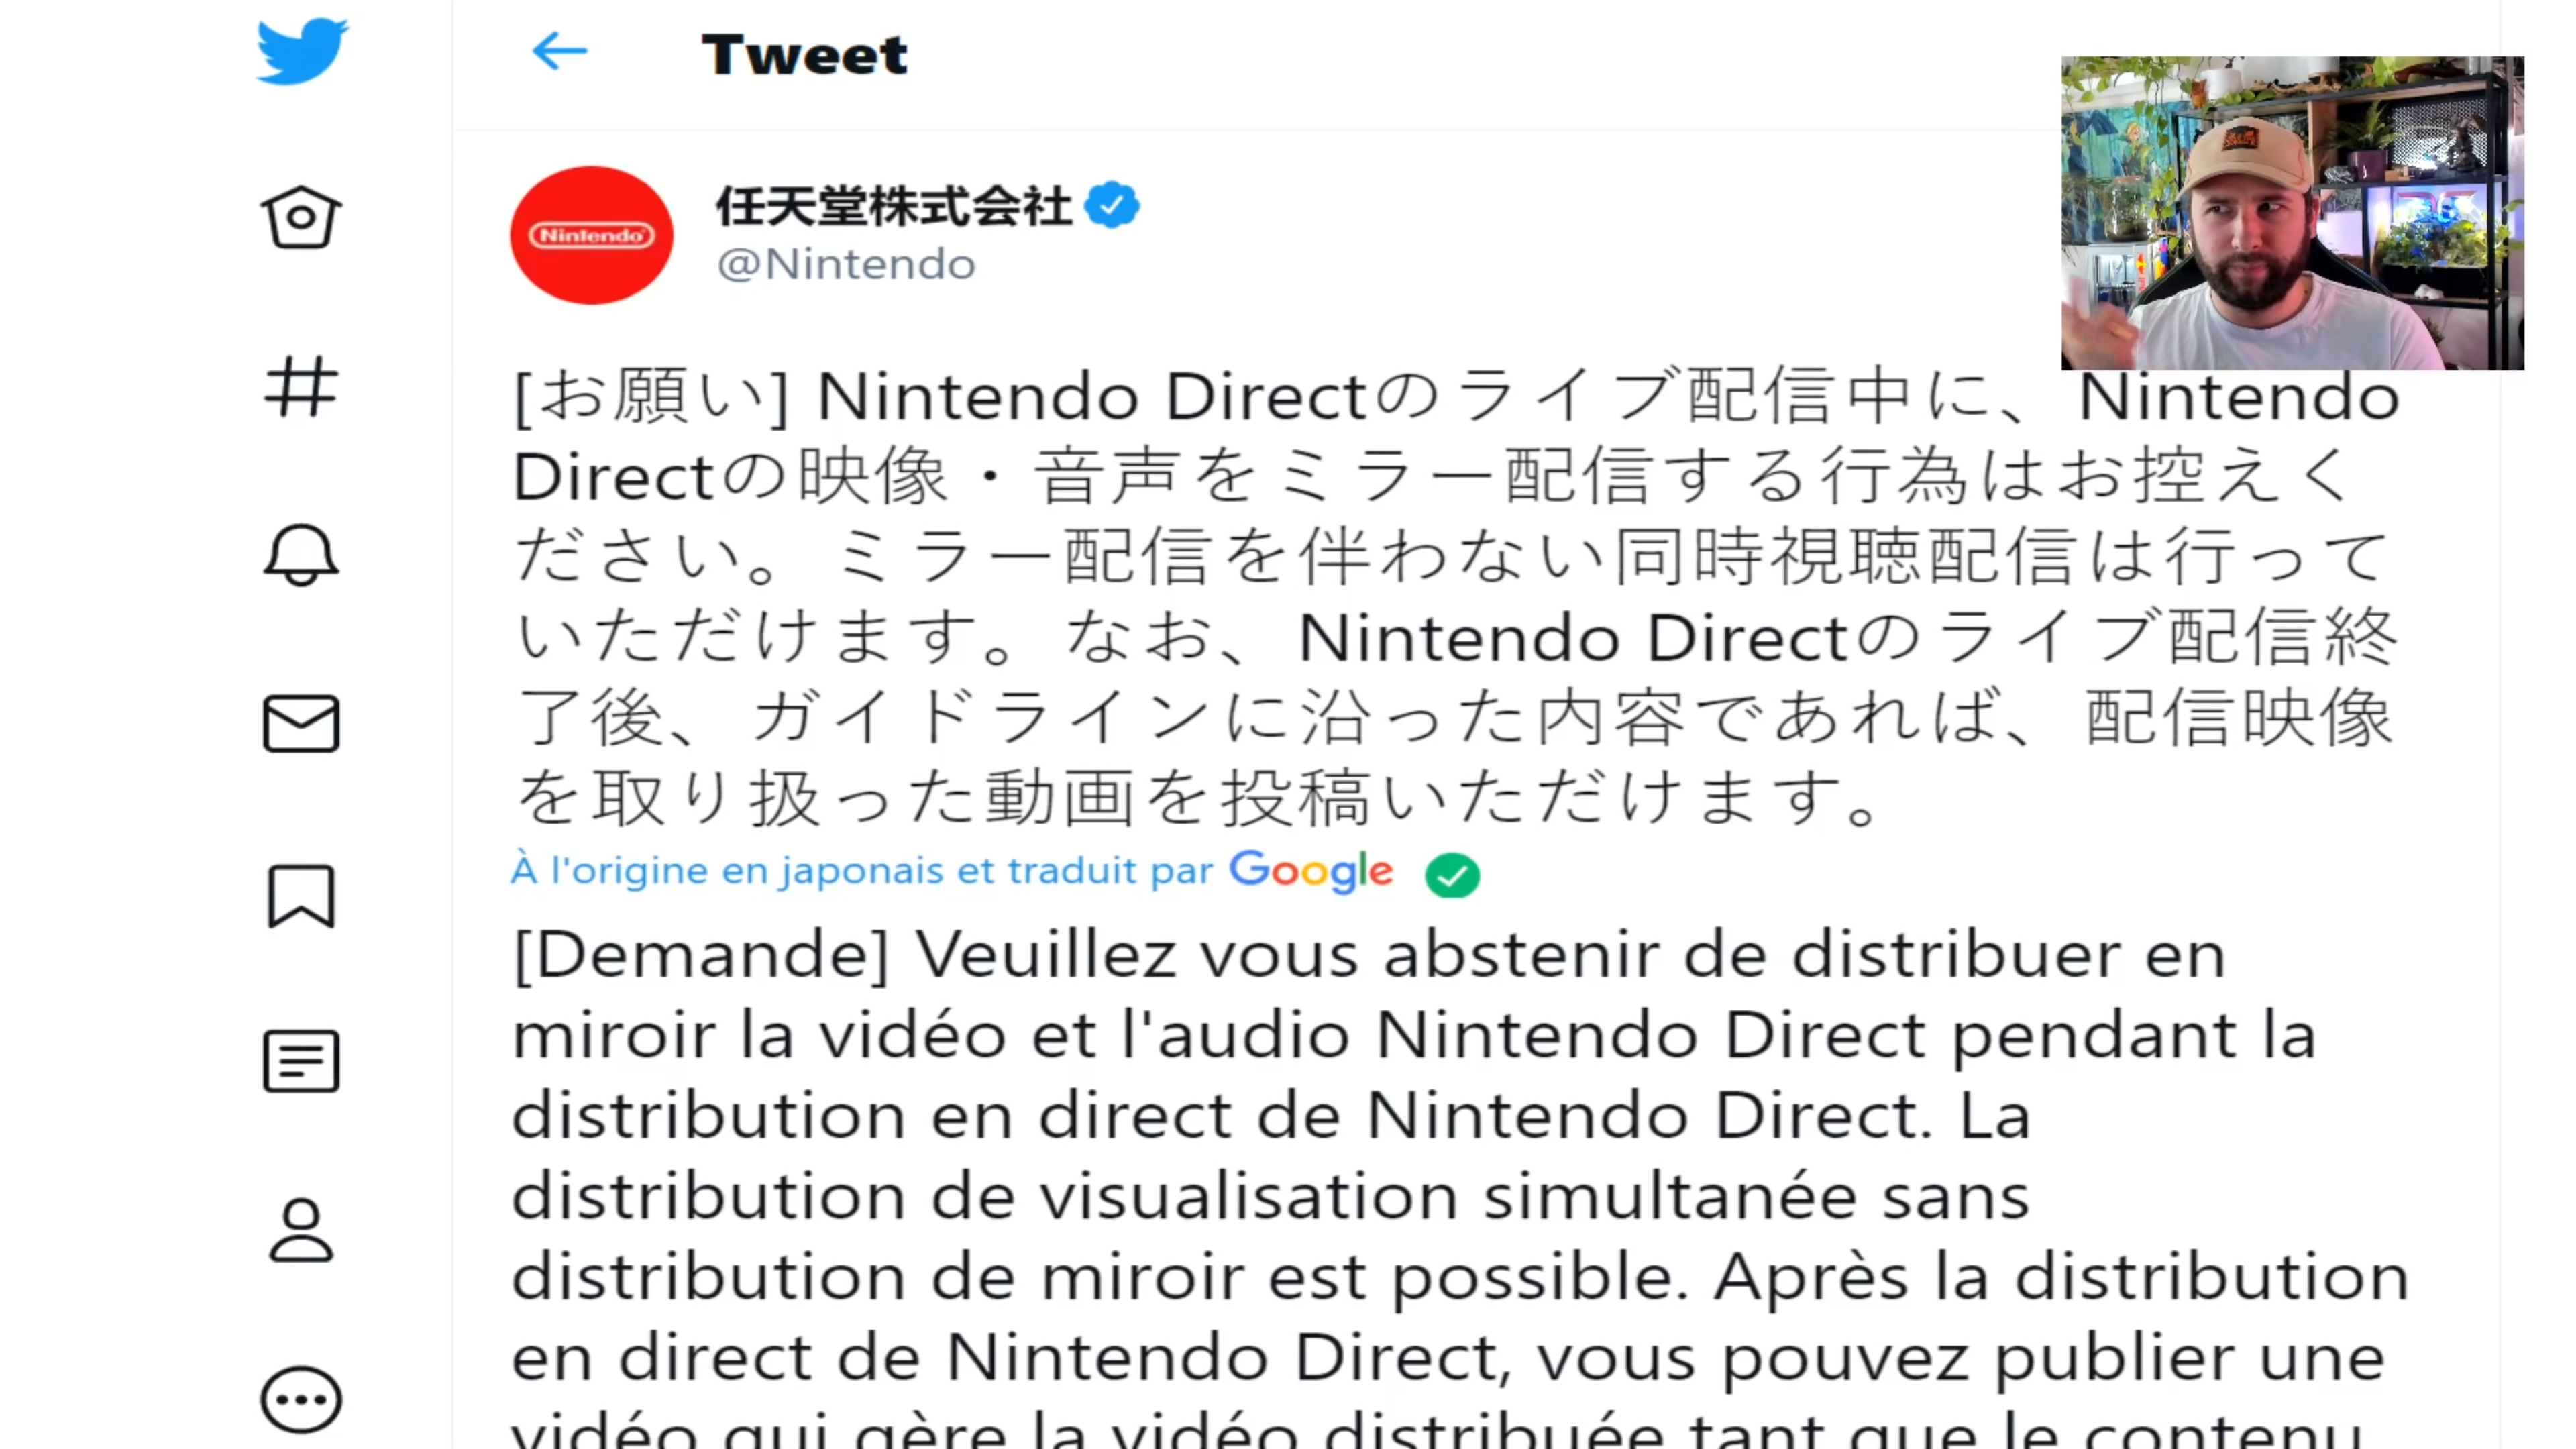 Tweet
Nintendo
任天堂株式会社
@Nintendo
[お願い] Nintendo Directのライブ配信中に、 Nintendo
Directの映像・音声をミラー配信する行為はお控えく
ださい。 ミラー配信を伴わない同時視聴配信は行って
いただけます。 なお、 Nintendo Directのライブ配信終
了後、 ガイドラインに沿った内容であれば、 配信映像
を取り扱った動画を投稿いただけます。
À l'origine en japonais et traduit par Google
[Demande] Veuillez vous abstenir de distribuer en
miroir la vidéo et l'audio Nintendo Direct pendant la
distribution en direct de Nintendo Direct. La
distribution de visualisation simultanée sans
distribution de miroir est possible. Après la distribution
en direct de Nintendo Direct, vous pouvez publier une
vidéo qui gère la vidéo distribuée tant que le contenu